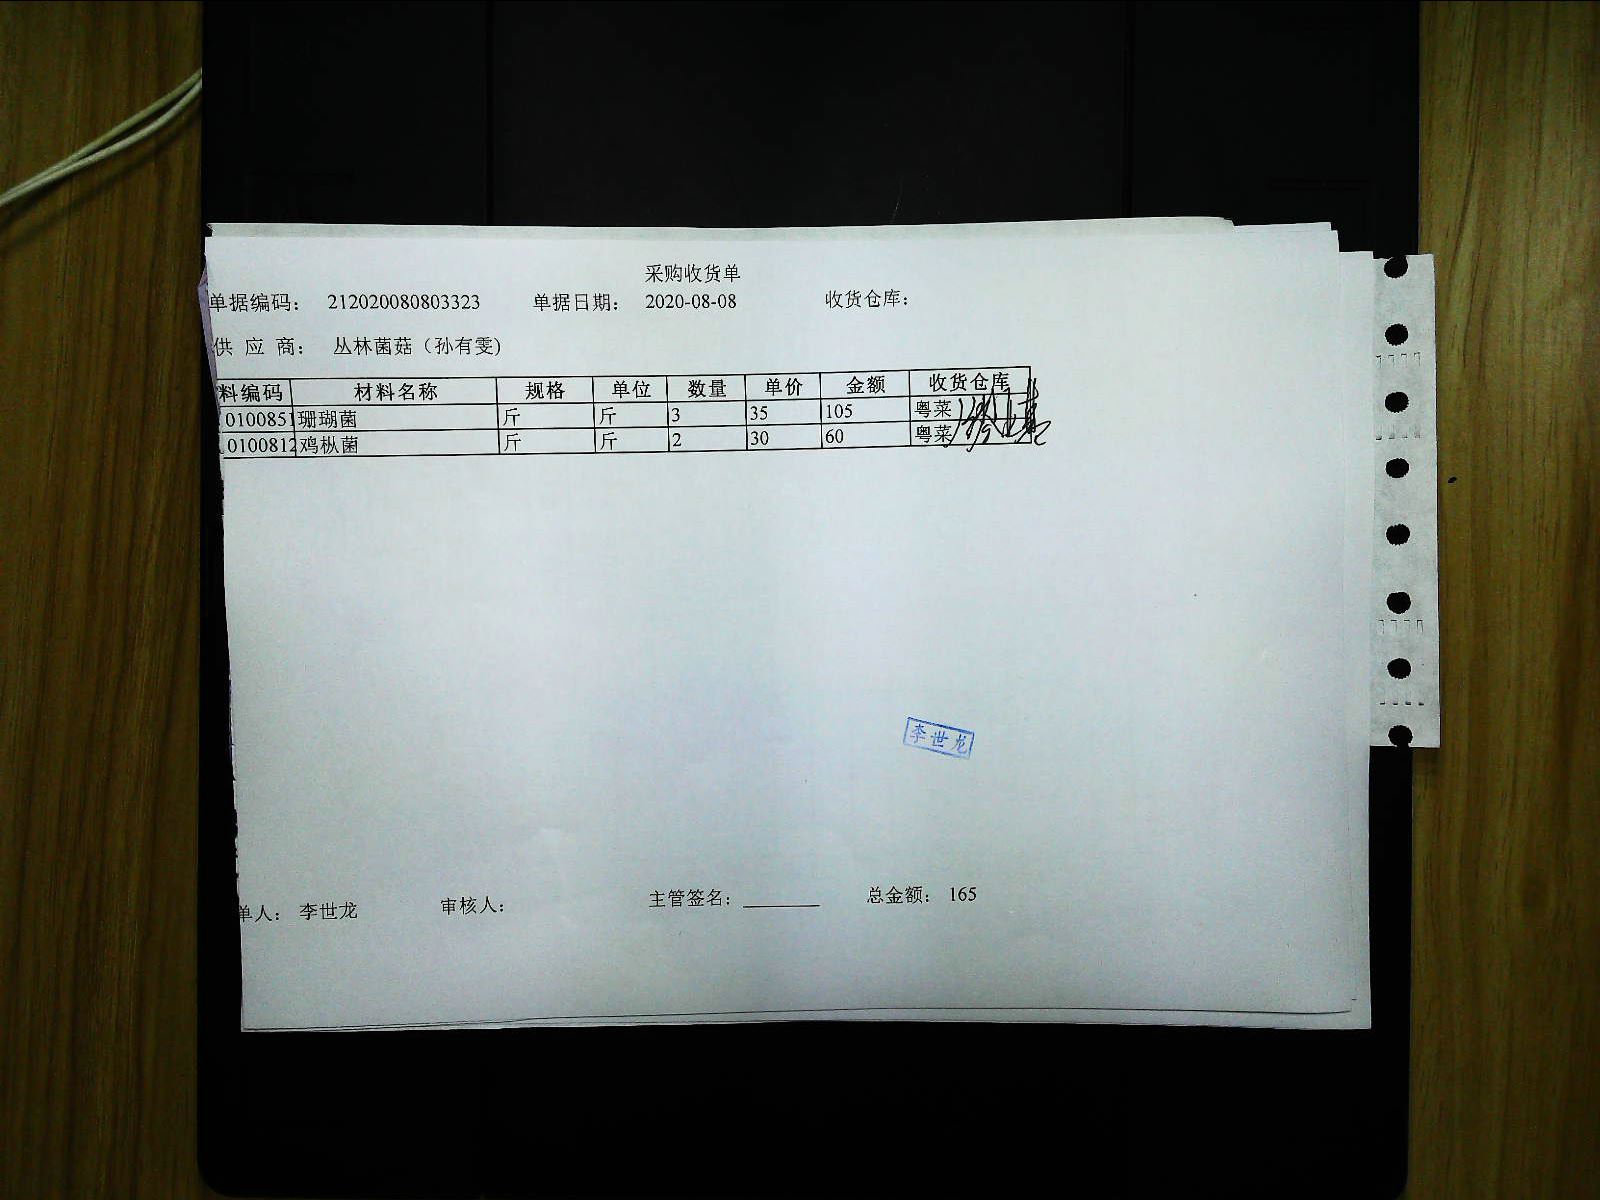 采购收货单
单据编码： 212020080803323 单据日期： 2020-08-08 收货仓库：
供 应 商： 丛林菌菇（孙有雯)
料编码 材料名称 规格 单位 数量 单价 金额 收货仓库
0100851 珊瑚菌 斤 斤 3 35 105 粤菜
0100812 鸡枞菌 斤 斤 2 30 60 粤菜
李世龙
单人： 李世龙 审核人： 主管签名： 总金额： 165